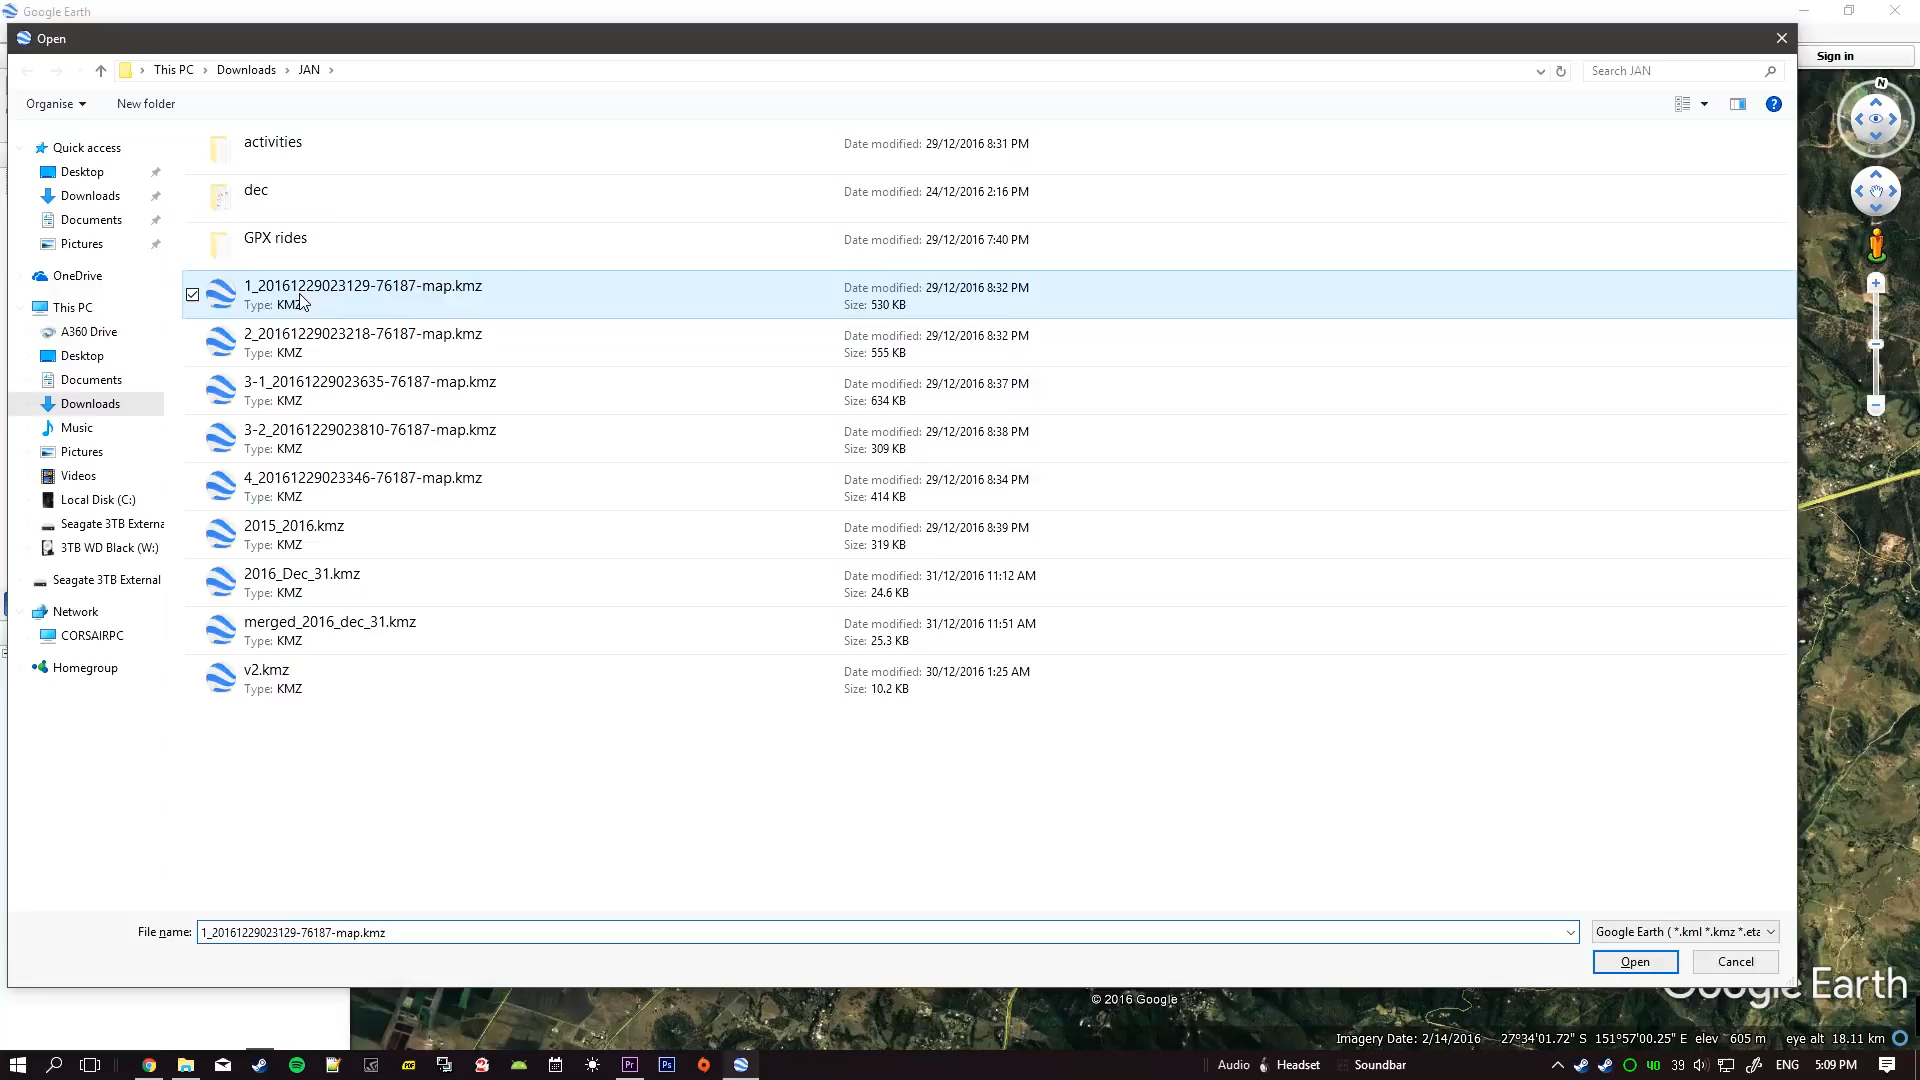 Google Earth
Open
Sign in
This PC > Downloads > JAN >
Search JAN
Organise
New folder
N
Quick access
Desktop
Downloads
Documents
Pictures
OneDrive
This PC
A360 Drive
Desktop
Documents
Downloads
Music
Pictures
Videos
Local Disk (C:)
Seagate 3TB Externa
3TB WD Black (W:)
Seagate 3TB External
Network
CORSAIRPC
Homegroup
activities
Date modified: 29/12/2016 8:31 PM
dec
Date modified: 24/12/2016 2:16 PM
GPX rides
Date modified: 29/12/2016 7:40 PM
1_20161229023129-76187-map.kmz
Type: KMZ
Date modified: 29/12/2016 8:32 PM
Size: 530 KB
2_20161229023218-76187-map.kmz
Type: KMZ
Date modified: 29/12/2016 8:32 PM
Size: 555 KB
3-1_20161229023635-76187-map.kmz
Type: KMZ
Date modified: 29/12/2016 8:37 PM
Size: 634 KB
3-2_20161229023810-76187-map.kmz
Type: KMZ
Date modified: 29/12/2016 8:38 PM
Size: 309 KB
4_20161229023346-76187-map.kmz
Type: KMZ
Date modified: 29/12/2016 8:34 PM
Size: 414 KB
2015_2016.kmz
Type: KMZ
Date modified: 29/12/2016 8:39 PM
Size: 319 KB
2016_Dec_31.kmz
Type: KMZ
Date modified: 31/12/2016 11:12 AM
Size: 24.6 KB
merged_2016_dec_31.kmz
Type: KMZ
Date modified: 31/12/2016 11:51 AM
Size: 25.3 KB
v2.kmz
Type: KMZ
Date modified: 30/12/2016 1:25 AM
Size: 10.2 KB
File name: 1_20161229023129-76187-map.kmz
Google Earth ( *.kml *.kmz *.eta
Open
Cancel
Google Earth
© 2016 Google
Imagery Date: 2/14/2016 27°34'01.72" S 151°57'00.25" E elev 605 m eye alt 18.11 km
Audio Headset Soundbar 40 39 ENG 5:09 PM